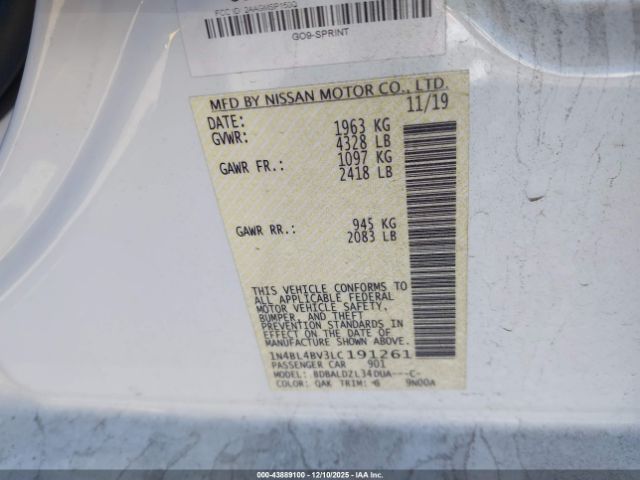 FCC ID: 2AAGMSP150G
GO9-SPRINT
MFD BY NISSAN MOTOR CO., LTD.
DATE: 11/19
GVWR: 1963 KG
4328 LB
GAWR FR.: 1097 KG
2418 LB
GAWR RR.: 945 KG
2083 LB
THIS VEHICLE CONFORMS TO
ALL APPLICABLE FEDERAL
MOTOR VEHICLE SAFETY,
BUMPER, AND THEFT
PREVENTION STANDARDS
IN EFFECT ON THE DATE OF
MANUFACTURE SHOWN ABOVE.
1N4BL4BV3LC191261
PASSENGER CAR 901
MODEL: BDBALDZL34DUA---C-
COLOR: QAK TRIM: -G 9N00A
000-43889100 - 12/10/2025 - IAA Inc.